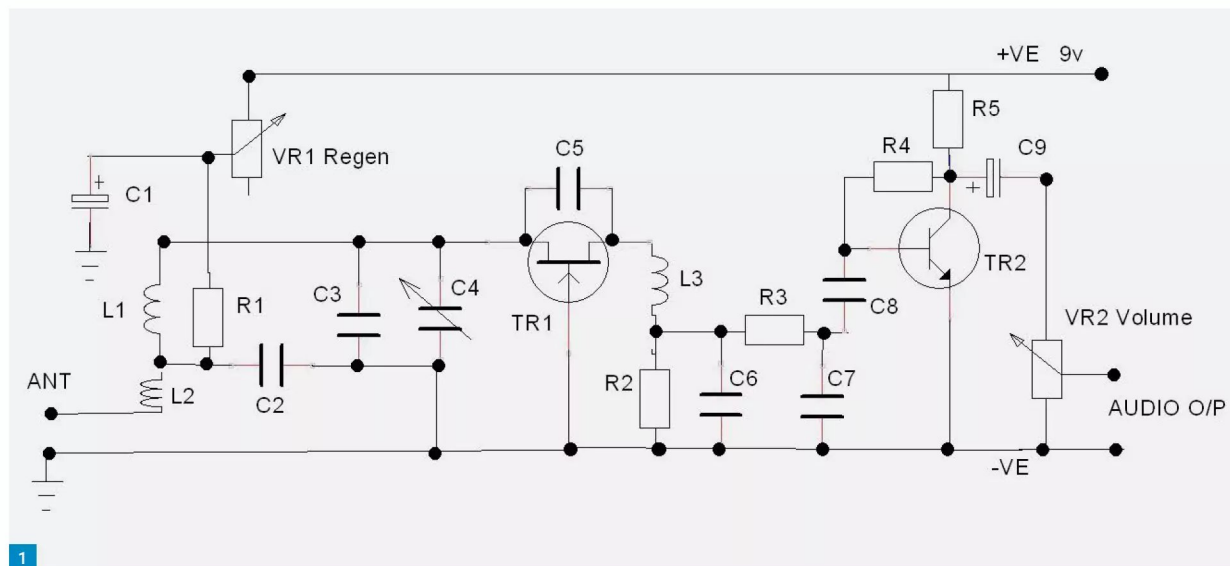 +VE 9v
R5
VR1 Regen
C5
R4
C9
+
C1
+
L1
R1
C3
C4
TR1
L3
R3
C8
TR2
VR2 Volume
ANT
L2
C2
R2
C6
C7
AUDIO O/P
-VE
1